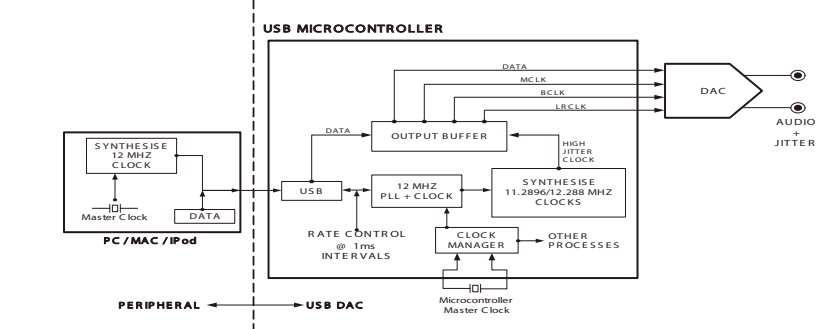 USB MICROCONTROLLER
DATA
MCLK
BCLK
LRCLK
DAC
AUDIO
+
JITTER
DATA
OUTPUT BUFFER
HIGH
JITTER
CLOCK
SYNTHESISE
12 MHZ
CLOCK
Master Clock
DATA
PC/MAC/IPod
USB
12 MHZ
PLL + CLOCK
SYNTHESISE
11.2896/12.288 MHZ
CLOCKS
RATE CONTROL
@ 1ms
INTERVALS
CLOCK
MANAGER
OTHER
PROCESSES
Microcontroller
Master Clock
PERIPHERAL
USB DAC